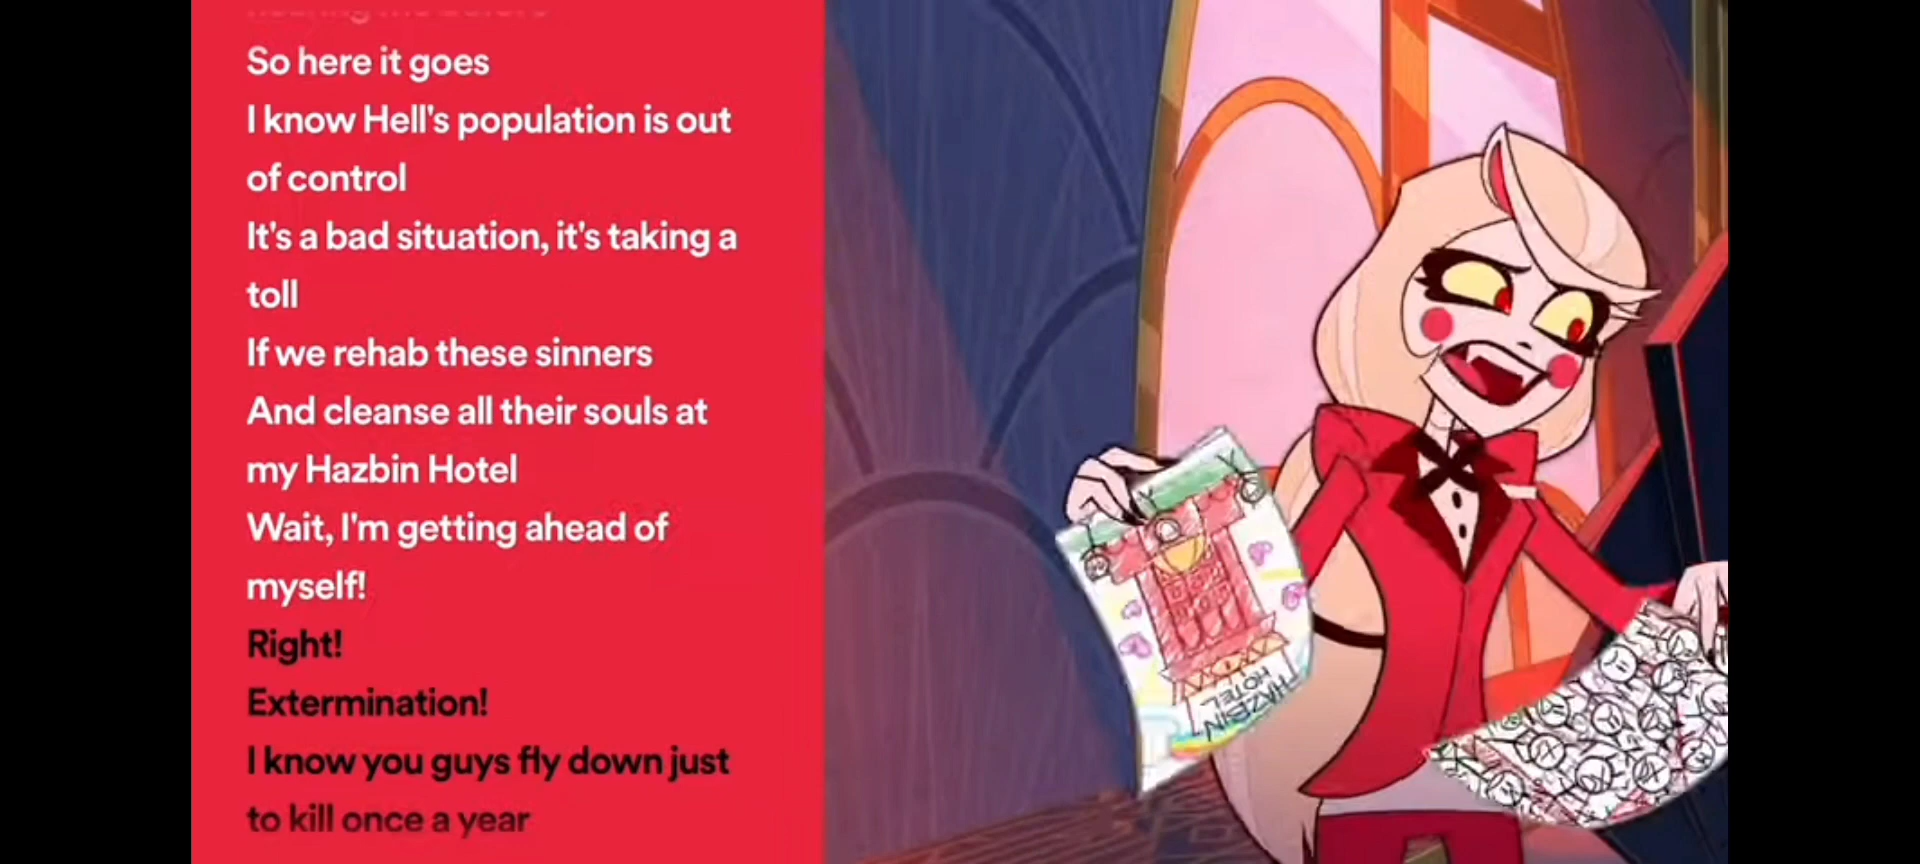 So here it goes
I know Hell's population is out
of control
It's a bad situation, it's taking a
toll
If we rehab these sinners
And cleanse all their souls at
my Hazbin Hotel
Wait, I'm getting ahead of
myself!
Right!
Extermination!
I know you guys fly down just
to kill once a year
HAZBIN
HOTEL